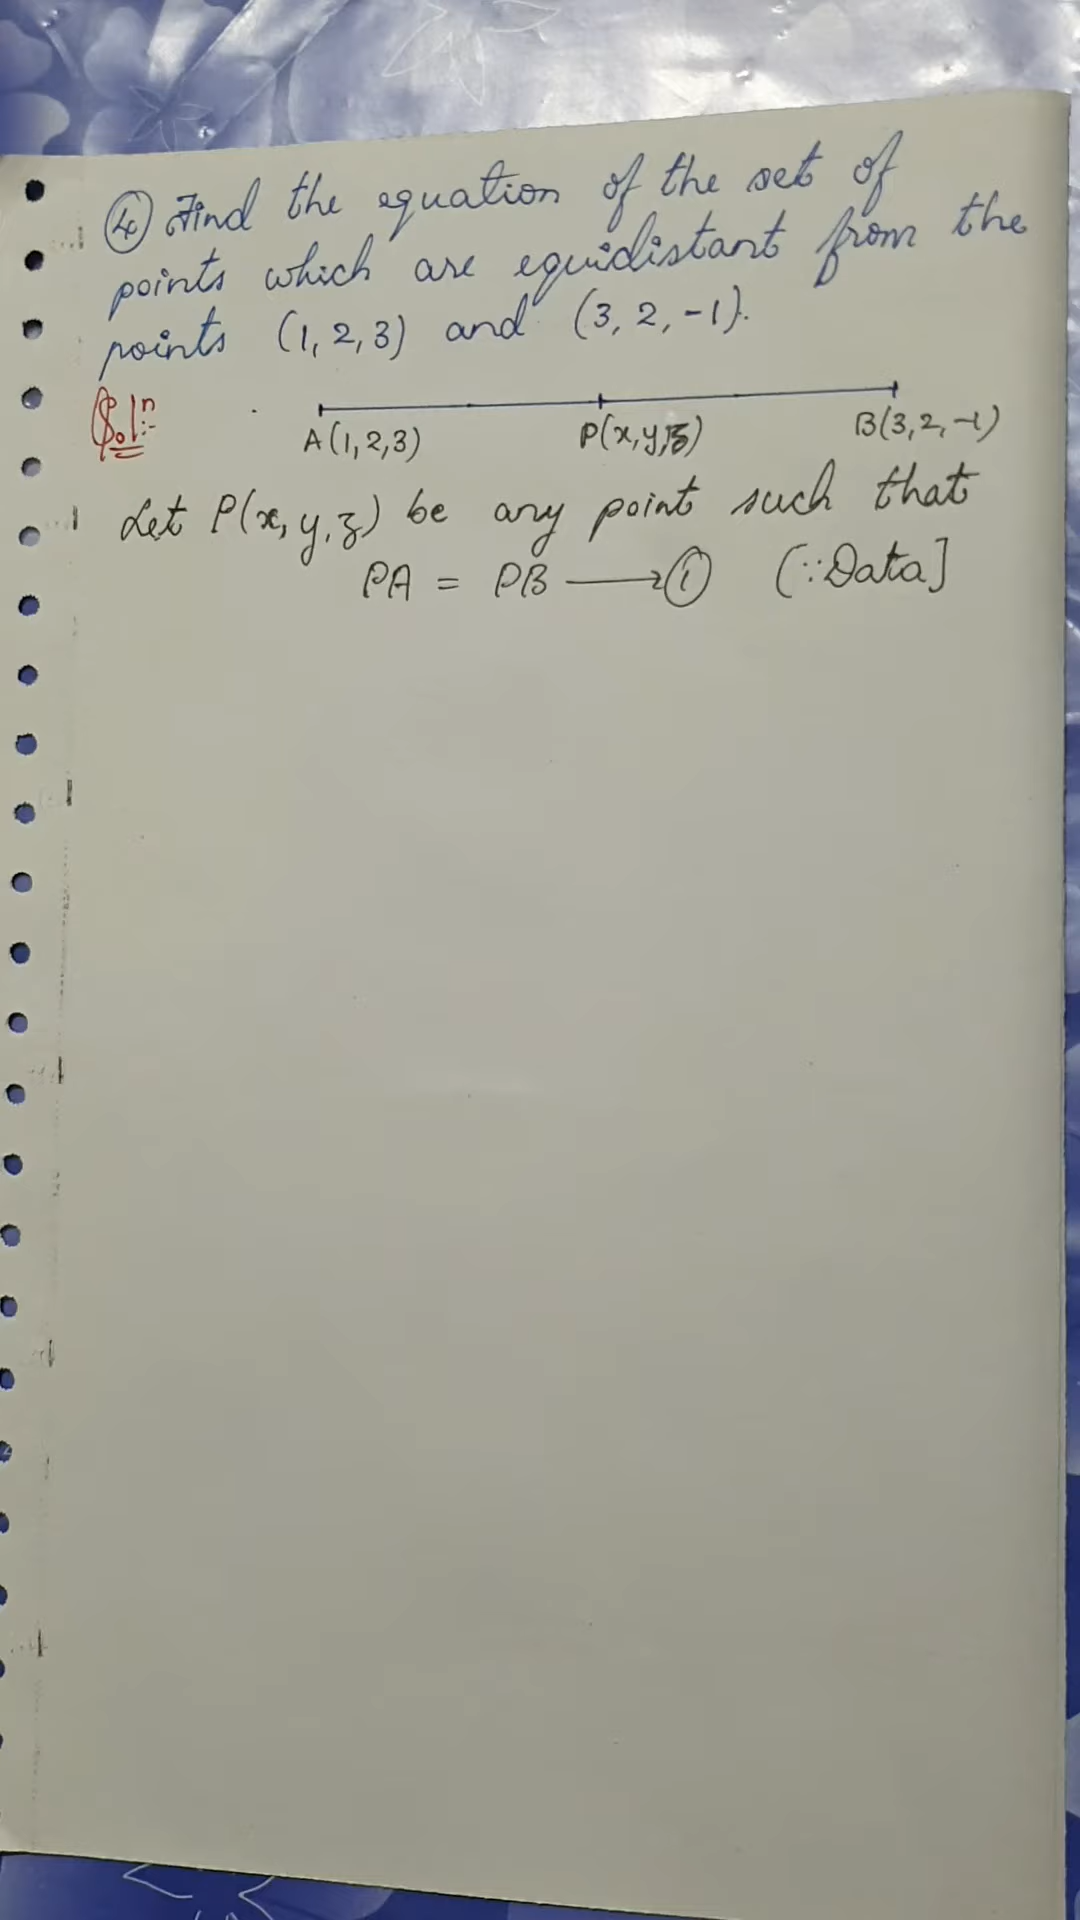 ④ Find the equation of the set of
points which are equidistant from the
points (1, 2, 3) and (3, 2, -1).
Solⁿ:-
A(1,2,3) P(x,y,z) B(3,2,-1)
Let P(x, y, z) be any point such that
PA = PB ⟶ ① (∵Data]